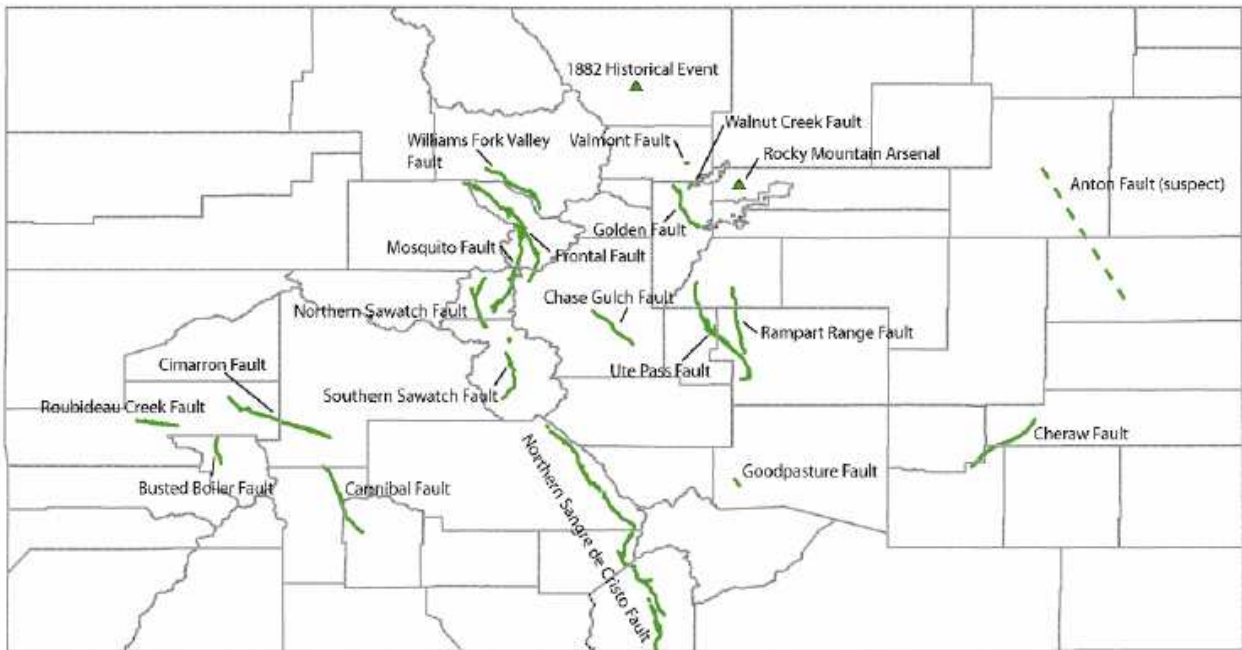 1882 Historical Event
Walnut Creek Fault
Williams Fork Valley
Fault
Valmont Fault
Rocky Mountain Arsenal
Anton Fault (suspect)
Golden Fault
Mosquito Fault
Frontal Fault
Chase Gulch Fault
Northern Sawatch Fault
Rampart Range Fault
Cimarron Fault
Ute Pass Fault
Southern Sawatch Fault
Roubideau Creek Fault
Cheraw Fault
Goodpasture Fault
Busted Boiler Fault
Cannibal Fault
Northern Sangre de Cristo Fault